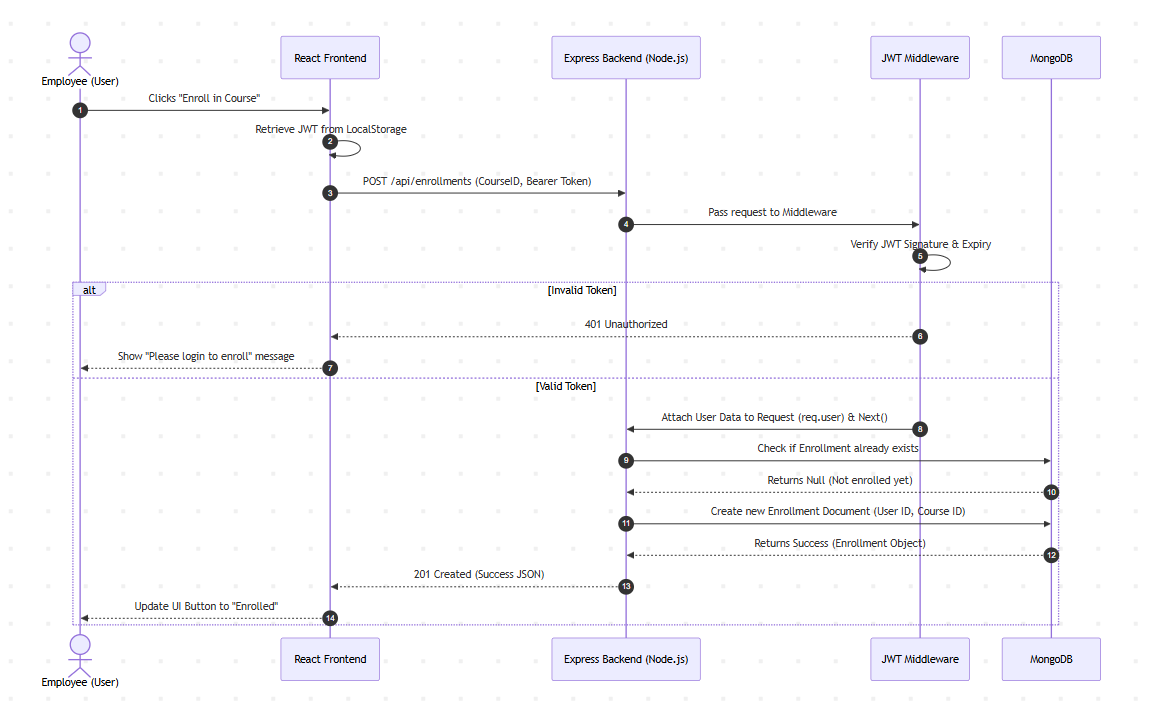 React Frontend
Express Backend (Node.js)
JWT Middleware
MongoDB
Employee (User)
Clicks "Enroll in Course"
1
Retrieve JWT from LocalStorage
2
POST /api/enrollments (CourseID, Bearer Token)
3
Pass request to Middleware
4
Verify JWT Signature & Expiry
5
alt
[Invalid Token]
401 Unauthorized
6
Show "Please login to enroll" message
7
[Valid Token]
Attach User Data to Request (req.user) & Next()
8
Check if Enrollment already exists
9
Returns Null (Not enrolled yet)
10
Create new Enrollment Document (User ID, Course ID)
11
Returns Success (Enrollment Object)
12
201 Created (Success JSON)
13
Update UI Button to "Enrolled"
14
React Frontend
Express Backend (Node.js)
JWT Middleware
MongoDB
Employee (User)